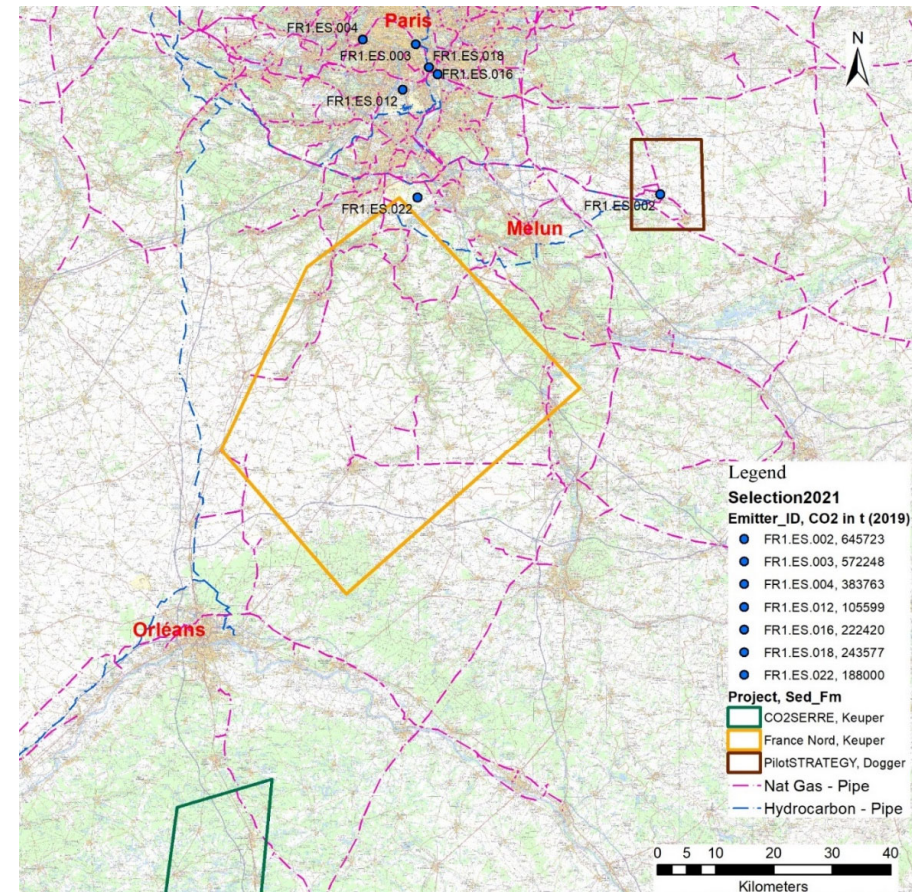 Paris
FR1.ES.004
FR1.ES.003
FR1.ES.018
FR1.ES.016
FR1.ES.012
N
FR1.ES.022
FR1.ES.002
Melun
Orléans
Legend
Selection2021
Emitter_ID, CO2 in t (2019)
FR1.ES.002, 645723
FR1.ES.003, 572248
FR1.ES.004, 383763
FR1.ES.012, 105599
FR1.ES.016, 222420
FR1.ES.018, 243577
FR1.ES.022, 188000
Project, Sed_Fm
CO2SERRE, Keuper
France Nord, Keuper
PilotSTRATEGY, Dogger
Nat Gas - Pipe
Hydrocarbon - Pipe
0 5 10 20 30 40
Kilometers